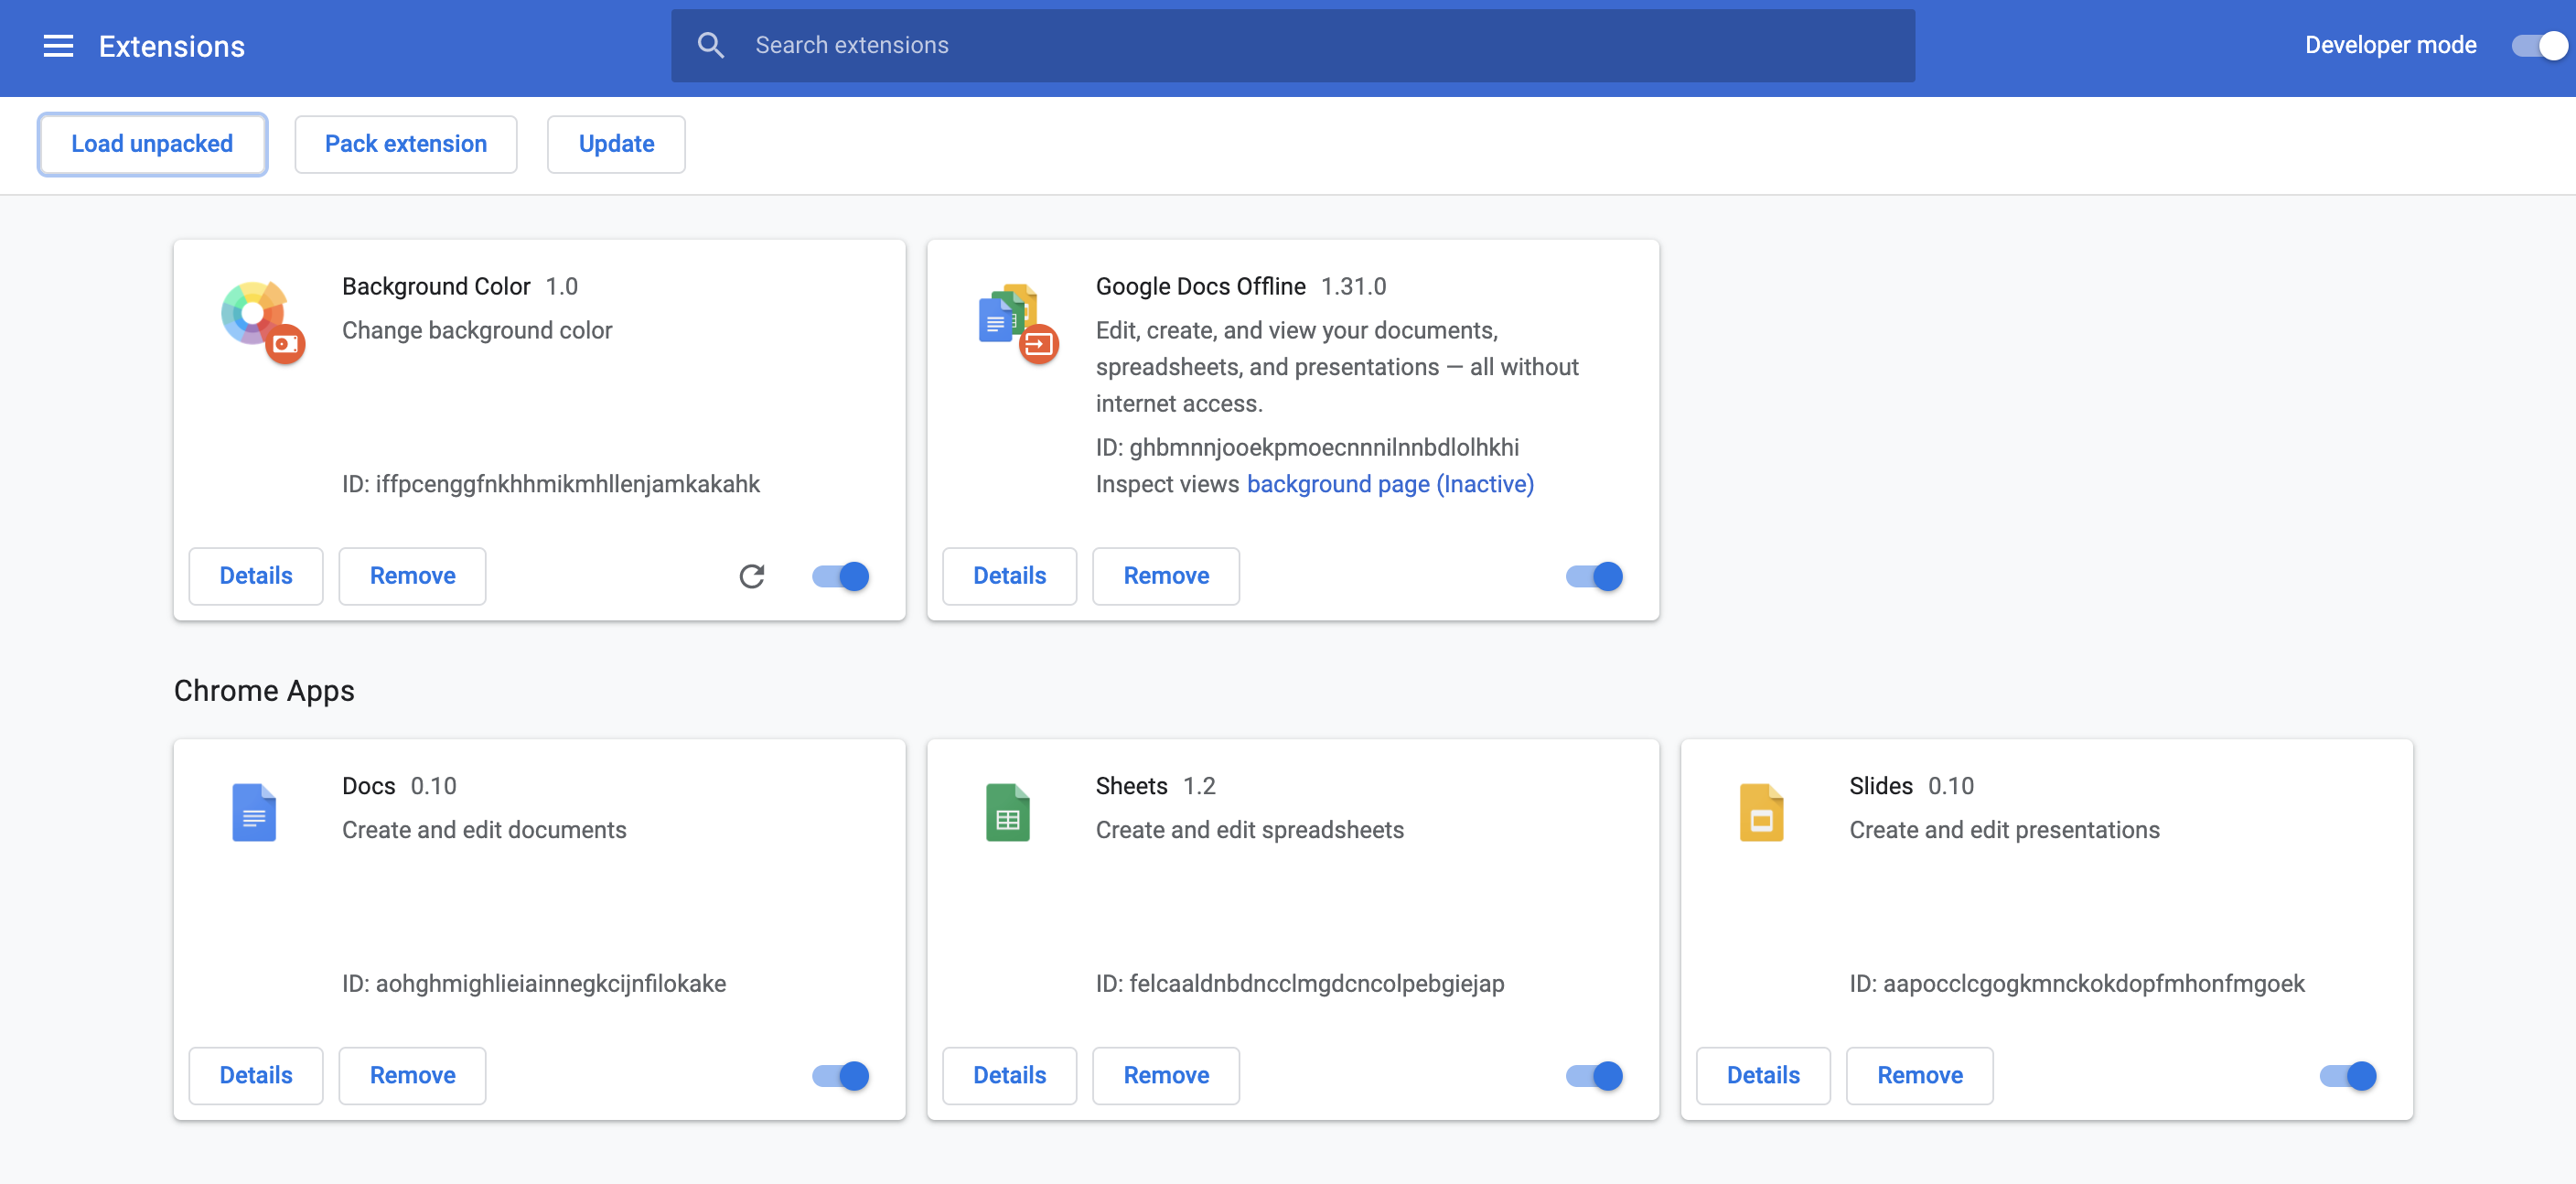 Extensions
Search extensions
Developer mode
Load unpacked
Pack extension
Update
Background Color 1.0
Change background color
ID: iffpcenggfnkhhmikmhllenjamkakahk
Details
Remove
Google Docs Offline 1.31.0
Edit, create, and view your documents,
spreadsheets, and presentations — all without
internet access.
ID: ghbmnnjooekpmoecnnnilnnbdlolhkhi
Inspect views background page (Inactive)
Details
Remove
Chrome Apps
Docs 0.10
Create and edit documents
ID: aohghmighlieiainnegkcijnfilokake
Details
Remove
Sheets 1.2
Create and edit spreadsheets
ID: felcaaldnbdncclmgdcncolpebgiejap
Details
Remove
Slides 0.10
Create and edit presentations
ID: aapocclcgogkmnckokdopfmhonfmgoek
Details
Remove